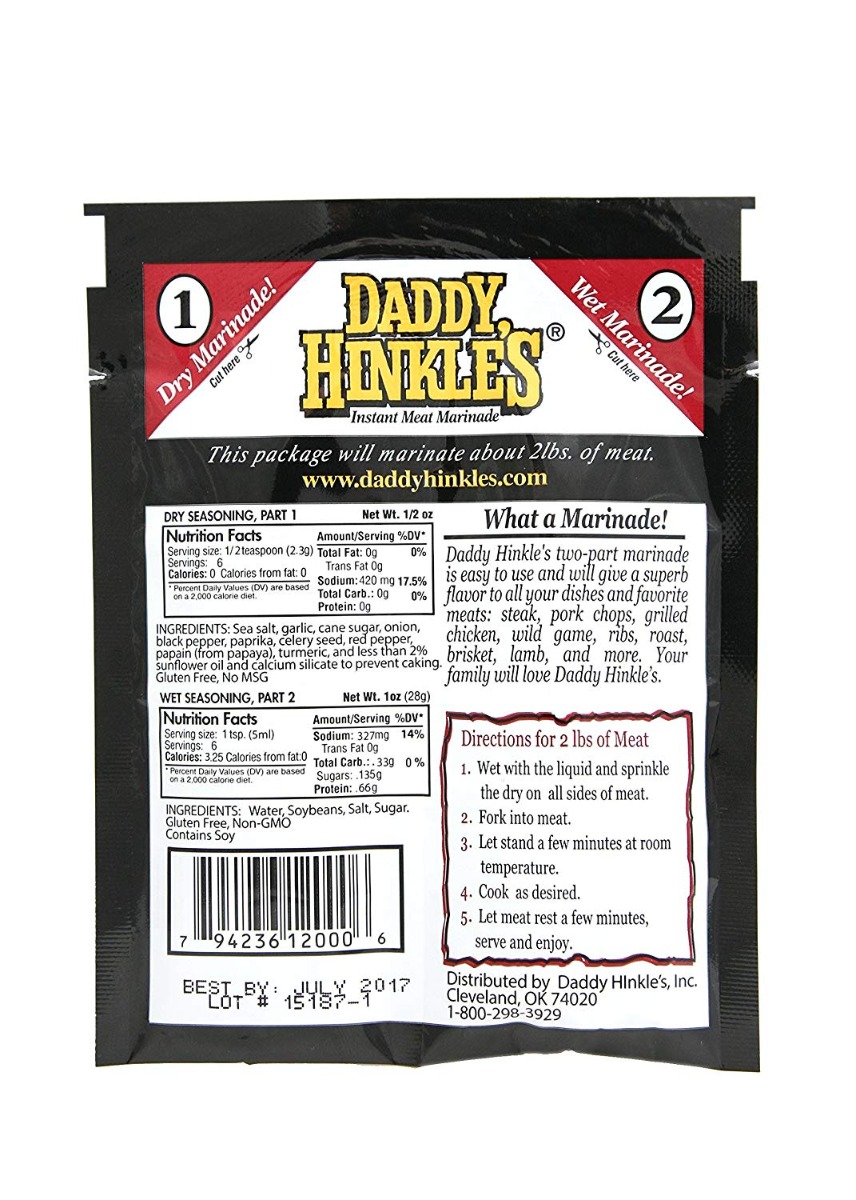 1
Dry Marinade!
Cut here
DADDY
HINKLE'S®
Instant Meat Marinade
2
Wet Marinade!
Cut here
This package will marinate about 2lbs. of meat.
www.daddyhinkles.com
DRY SEASONING, PART 1 Net Wt. 1/2 oz
Nutrition Facts
Serving size: 1/2 teaspoon (2.3g)
Servings: 6
Calories: 0 Calories from fat: 0
* Percent Daily Values (DV) are based
on a 2,000 calorie diet.
Amount/Serving %DV*
Total Fat: 0g 0%
Trans Fat 0g
Sodium: 420 mg 17.5%
Total Carb.: 0g 0%
Protein: 0g
INGREDIENTS: Sea salt, garlic, cane sugar, onion,
black pepper, paprika, celery seed, red pepper,
papain (from papaya), turmeric, and less than 2%
sunflower oil and calcium silicate to prevent caking.
Gluten Free, No MSG
WET SEASONING, PART 2 Net Wt. 1oz (28g)
Nutrition Facts
Serving size: 1 tsp. (5ml)
Servings: 6
Calories: 3.25 Calories from fat:0
* Percent Daily Values (DV) are based
on a 2,000 calorie diet.
Amount/Serving %DV*
Sodium: 327mg 14%
Trans Fat 0g
Total Carb.: .33g 0 %
Sugars: .135g
Protein: .66g
INGREDIENTS: Water, Soybeans, Salt, Sugar.
Gluten Free, Non-GMO
Contains Soy
7 94236 12000 6
BEST BY: JULY 2017
LOT # 15187-1
What a Marinade!
Daddy Hinkle's two-part marinade
is easy to use and will give a superb
flavor to all your dishes and favorite
meats: steak, pork chops, grilled
chicken, wild game, ribs, roast,
brisket, lamb, and more. Your
family will love Daddy Hinkle's.
Directions for 2 lbs of Meat
1. Wet with the liquid and sprinkle
the dry on all sides of meat.
2. Fork into meat.
3. Let stand a few minutes at room
temperature.
4. Cook as desired.
5. Let meat rest a few minutes,
serve and enjoy.
Distributed by Daddy HInkle's, Inc.
Cleveland, OK 74020
1-800-298-3929